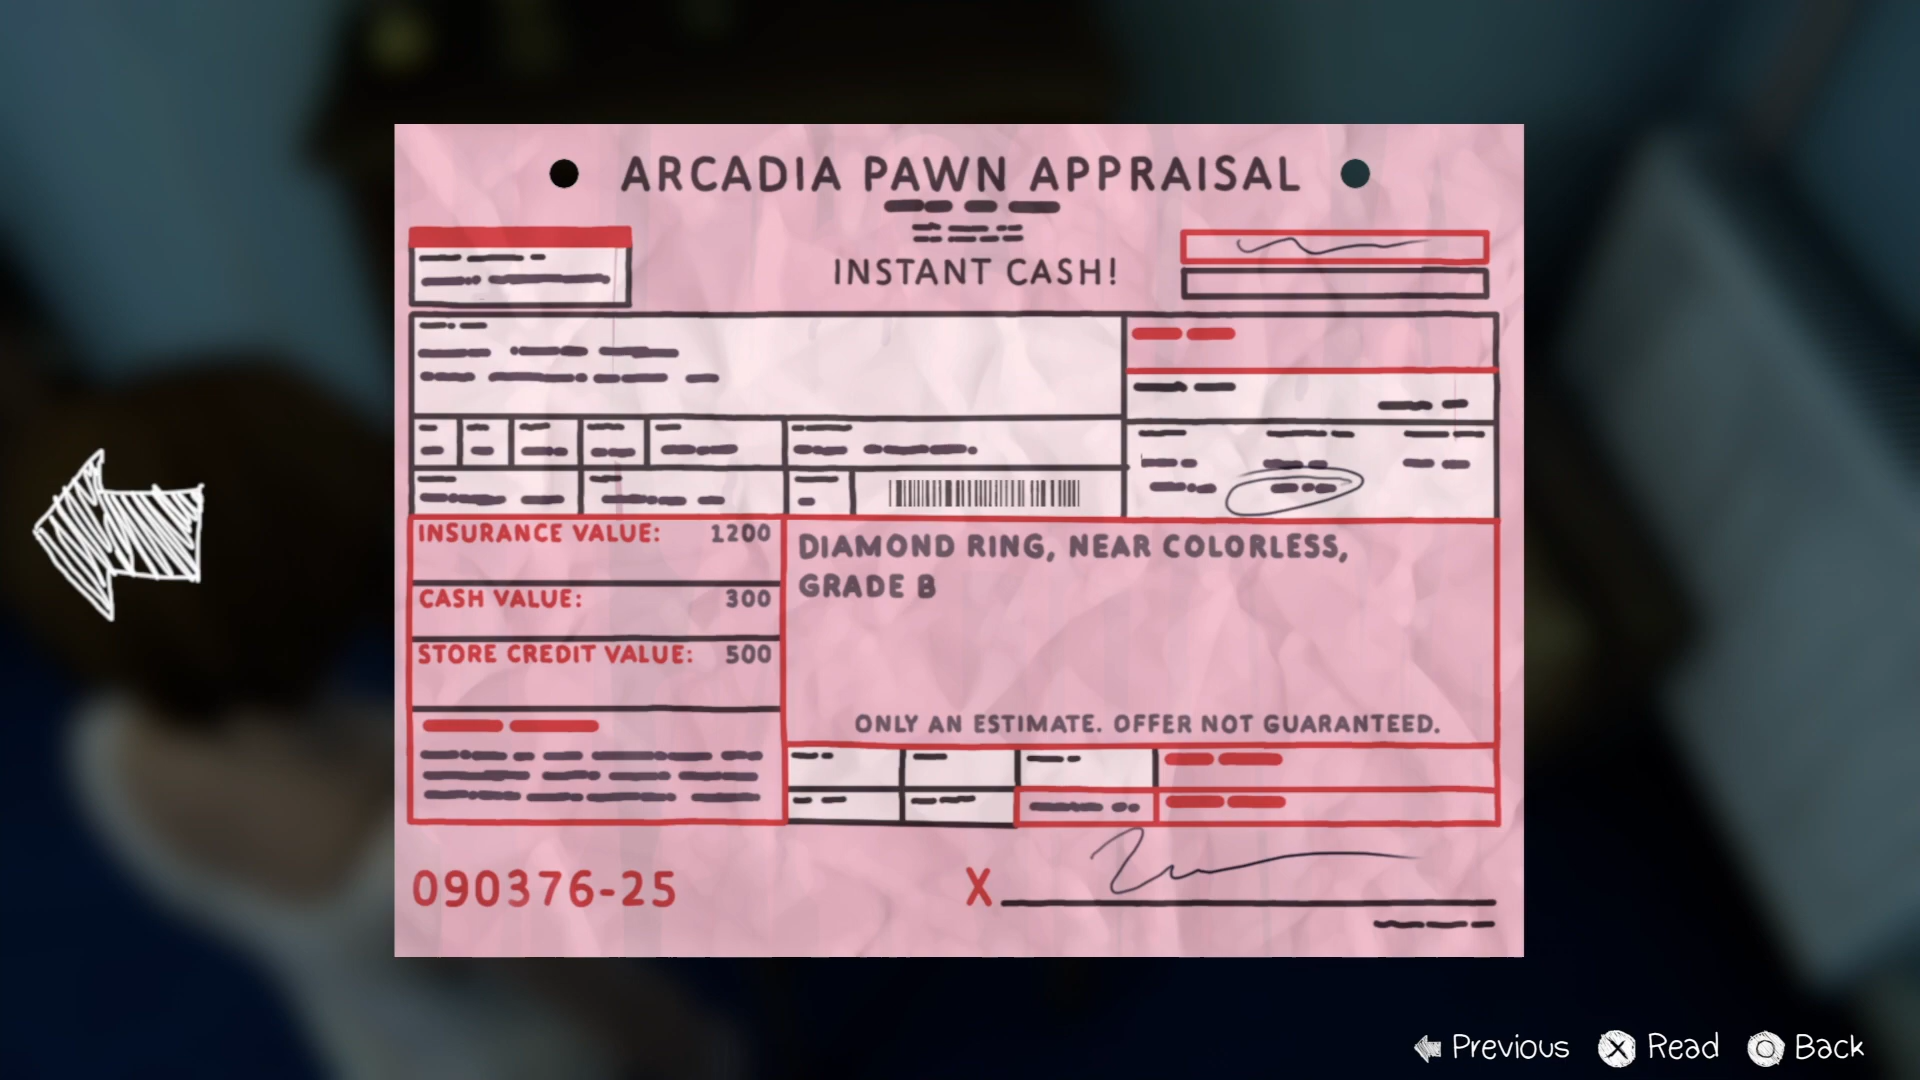 ARCADIA PAWN APPRAISAL
INSTANT CASH!
INSURANCE VALUE: 1200
CASH VALUE: 300
STORE CREDIT VALUE: 500
DIAMOND RING, NEAR COLORLESS,
GRADE B
ONLY AN ESTIMATE. OFFER NOT GUARANTEED.
090376-25
X
Previous
Read
Back